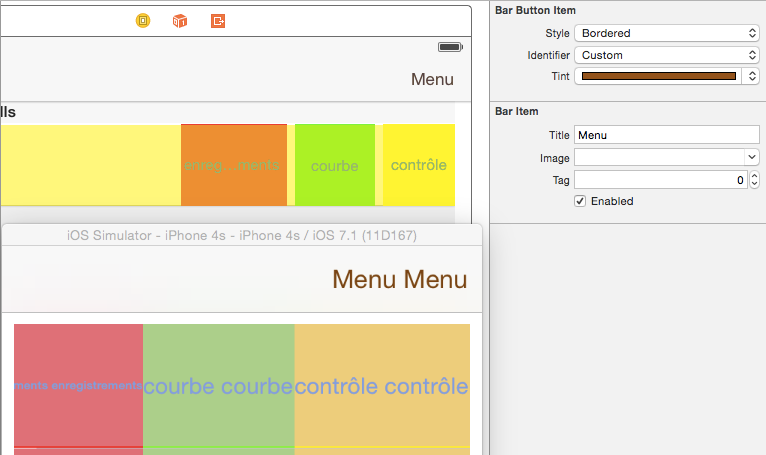 Bar Button Item
Style Bordered
Identifier Custom
Tint
Menu
lls
Bar Item
Title Menu
Image
Tag 0
Enabled
enreg...ments courbe contrôle
iOS Simulator - iPhone 4s - iPhone 4s / iOS 7.1 (11D167)
Menu Menu
ments enregistrements courbe courbe contrôle contrôle